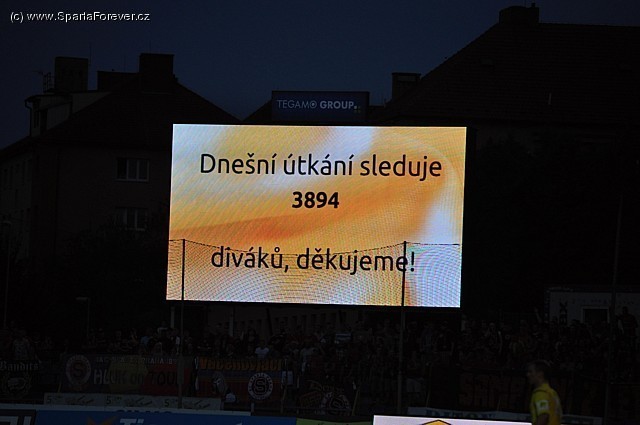 (c) www.SpartaForever.cz
TEGAMO GROUP
Dnešní útkání sleduje
3894
diváků, děkujeme!